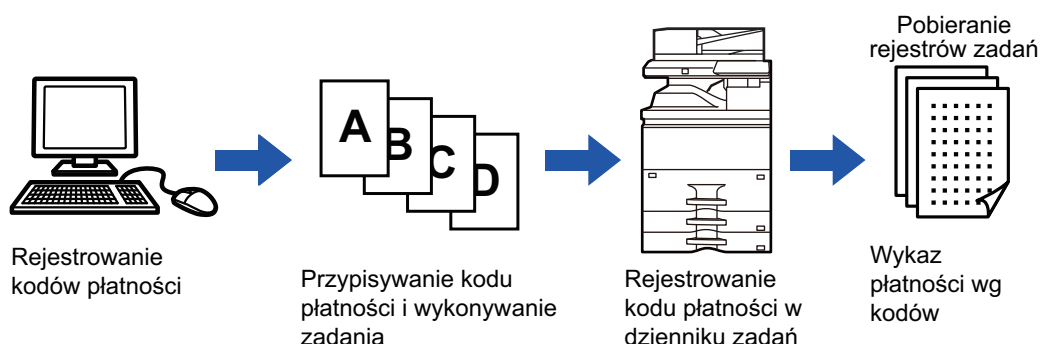 Pobieranie
rejestrów zadań
A
B
C
D
Rejestrowanie
kodów płatności
Przypisywanie kodu
płatności i wykonywanie
zadania
Rejestrowanie
kodu płatności w
dzienniku zadań
Wykaz
płatności wg
kodów